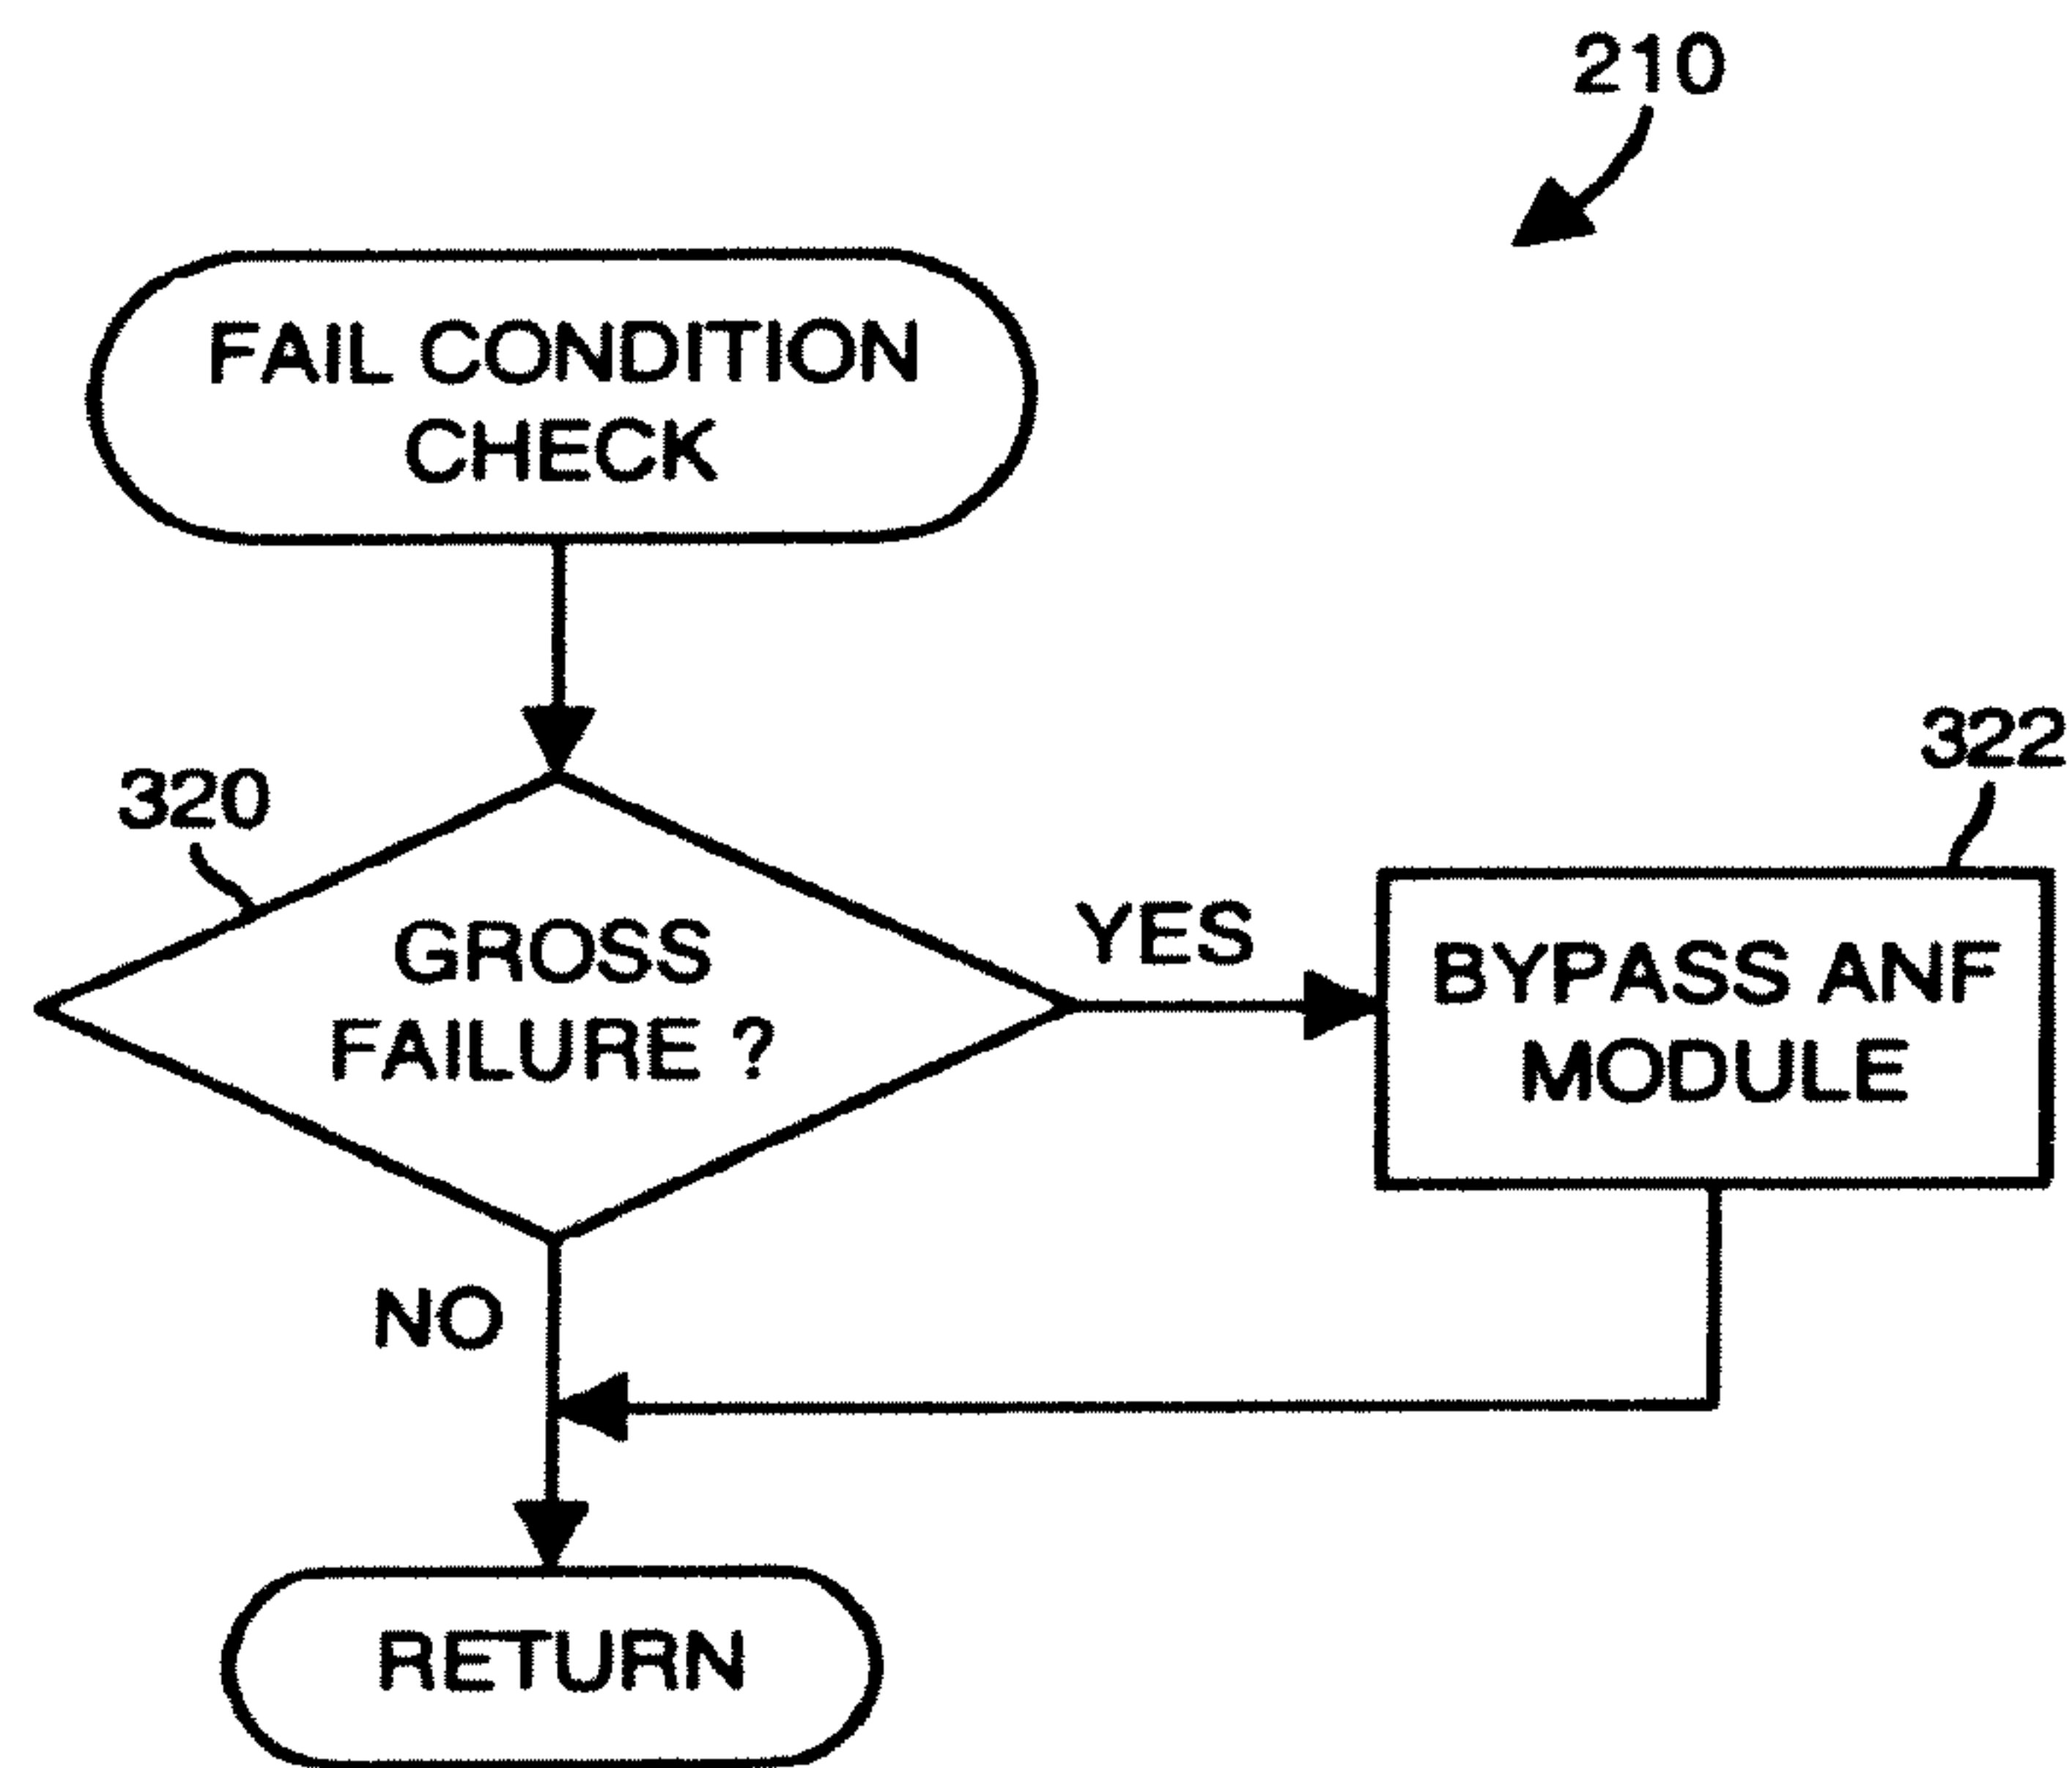 210
FAIL CONDITION
CHECK
320
GROSS
FAILURE ?
YES
322
BYPASS ANF
MODULE
NO
RETURN